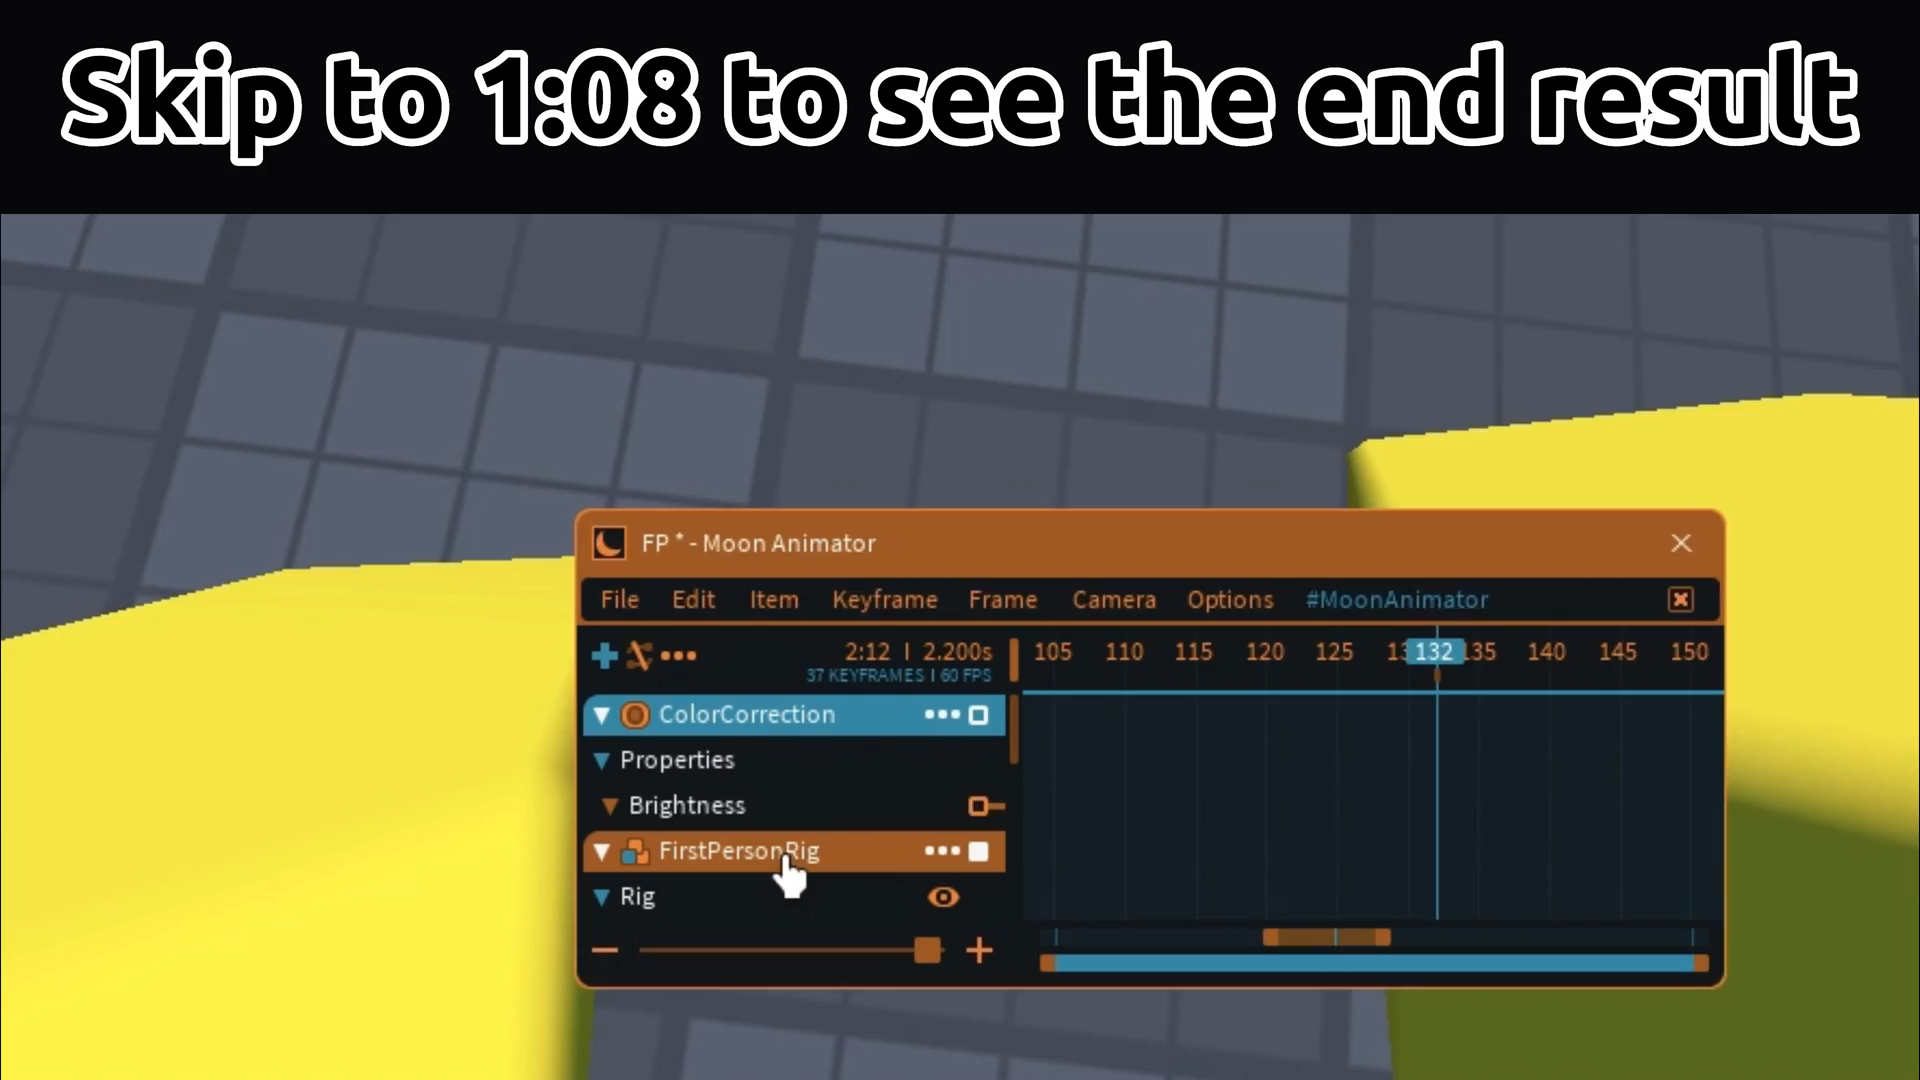 Skip to 1:08 to see the end result
FP * - Moon Animator
File Edit Item Keyframe Frame Camera Options #MoonAnimator
2:12 | 2.200s
37 KEYFRAMES | 60 FPS
105 110 115 120 125 132 135 140 145 150
ColorCorrection
Properties
Brightness
FirstPersonRig
Rig